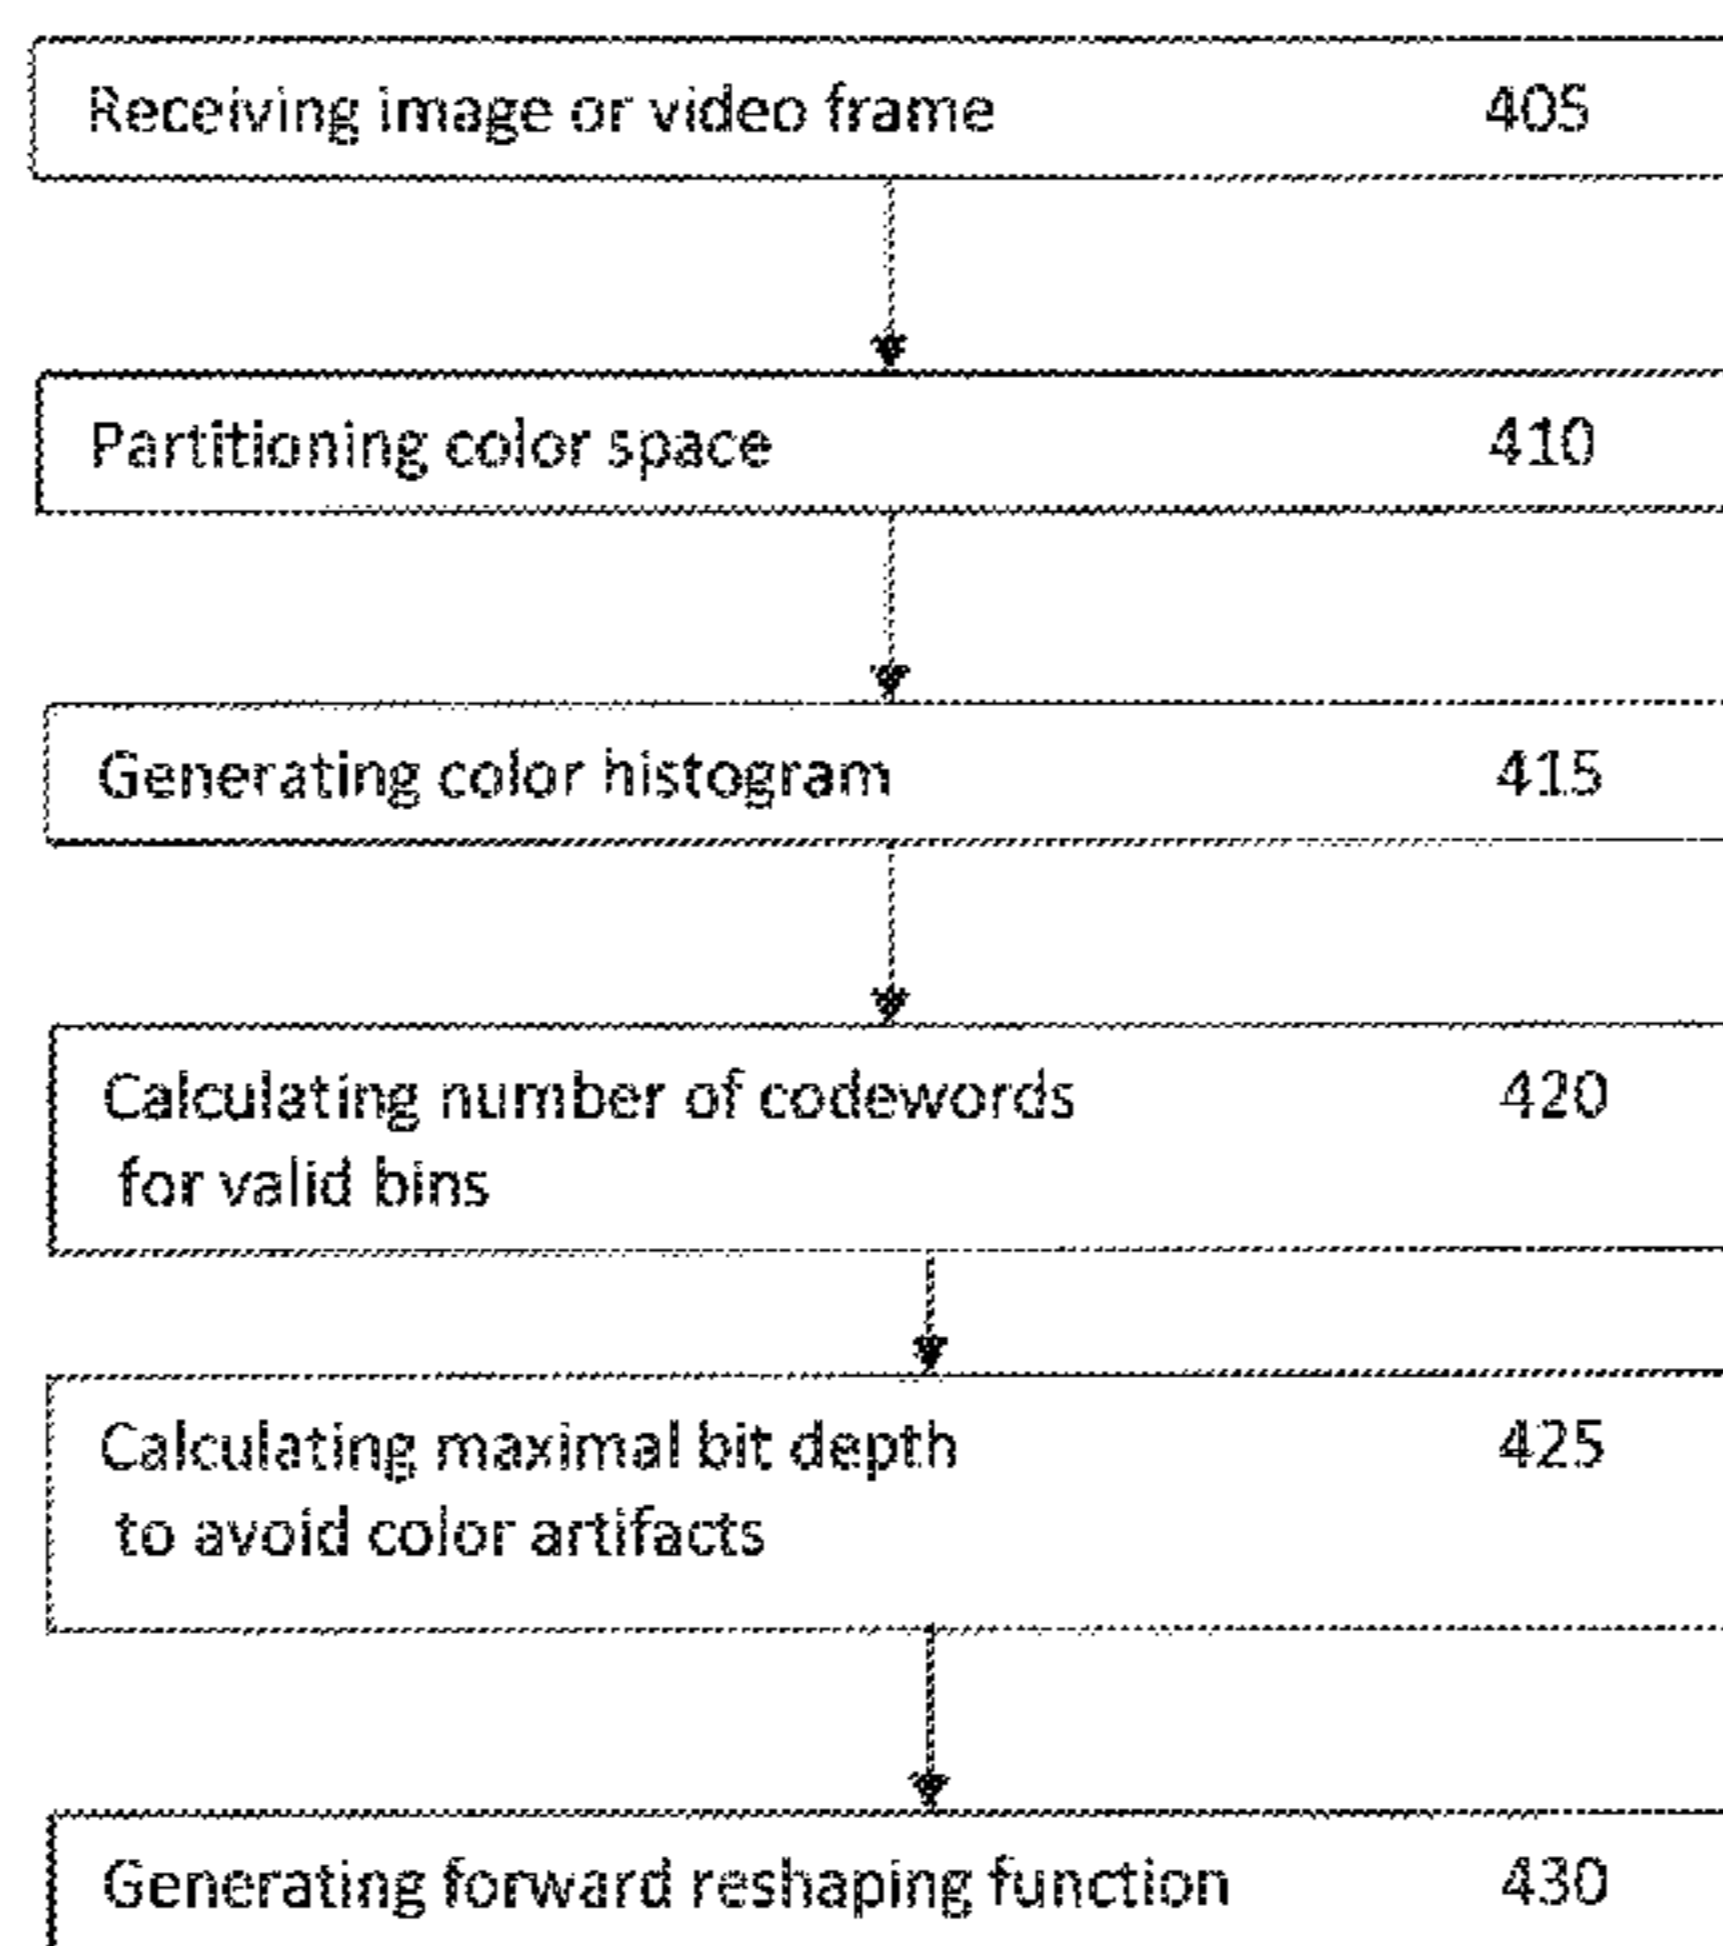 Receiving image or video frame 405
Partitioning color space 410
Generating color histogram 415
Calculating number of codewords 420
for valid bins
Calculating maximal bit depth 425
to avoid color artifacts
Generating forward reshaping function 430